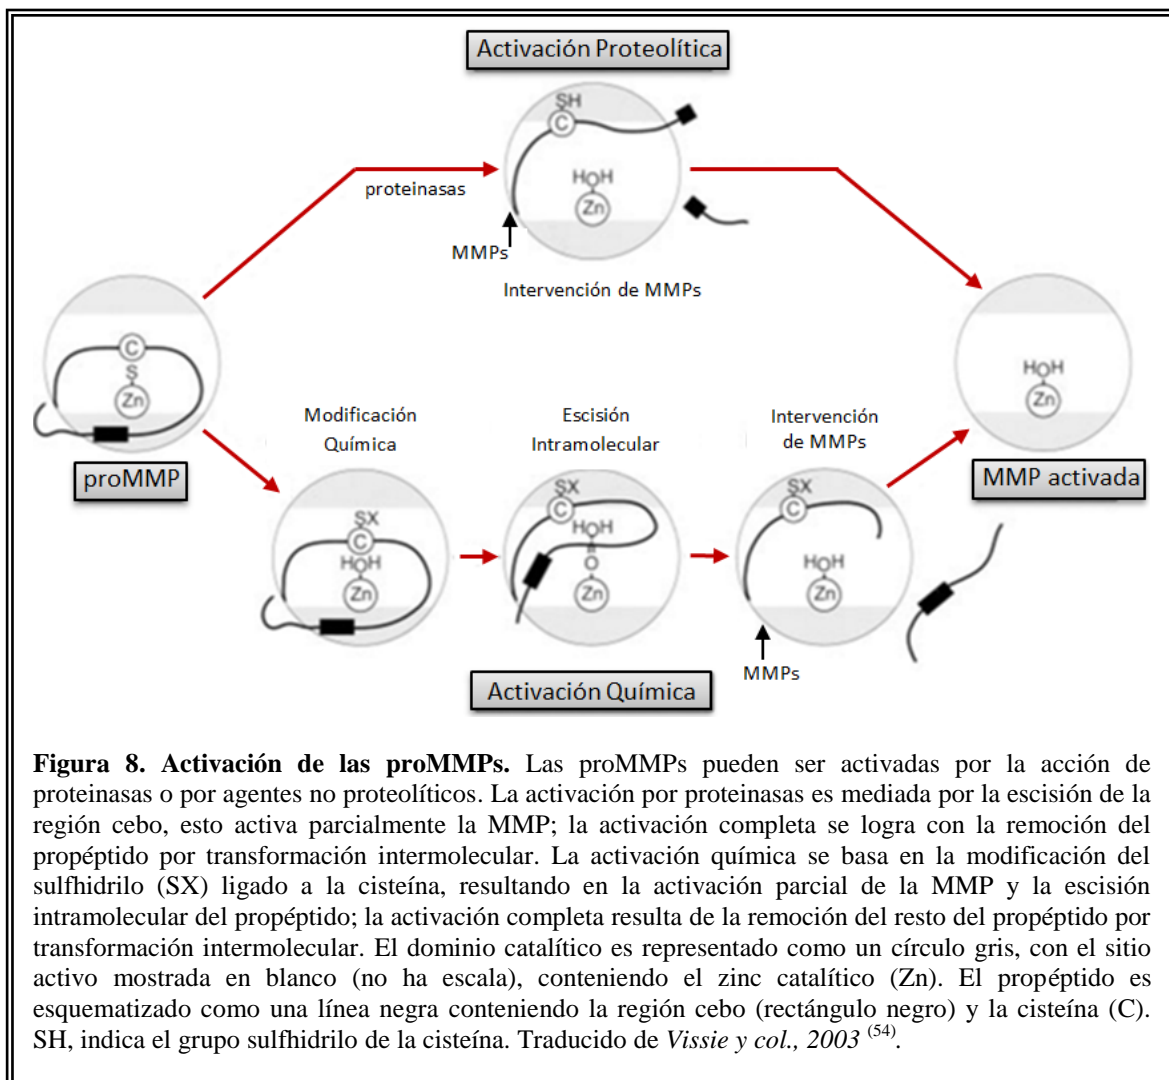 Activación Proteolítica
SH
C
proteinasas
HOH
Zn
MMPs
Intervención de MMPs
C
S
Zn
proMMP
HOH
Zn
MMP activada
Modificación
Química
Escisión
Intramolecular
Intervención
de MMPs
SX
C
HOH
Zn
SX
C
HOH
O
Zn
SX
C
HOH
Zn
MMPs
Activación Química
Figura 8. Activación de las proMMPs. Las proMMPs pueden ser activadas por la acción de
proteinasas o por agentes no proteolíticos. La activación por proteinasas es mediada por la escisión de la
región cebo, esto activa parcialmente la MMP; la activación completa se logra con la remoción del
propéptido por transformación intermolecular. La activación química se basa en la modificación del
sulfhidrilo (SX) ligado a la cisteína, resultando en la activación parcial de la MMP y la escisión
intramolecular del propéptido; la activación completa resulta de la remoción del resto del propéptido por
transformación intermolecular. El dominio catalítico es representado como un círculo gris, con el sitio
activo mostrada en blanco (no ha escala), conteniendo el zinc catalítico (Zn). El propéptido es
esquematizado como una línea negra conteniendo la región cebo (rectángulo negro) y la cisteína (C).
SH, indica el grupo sulfhidrilo de la cisteína. Traducido de Vissie y col., 2003 (54).